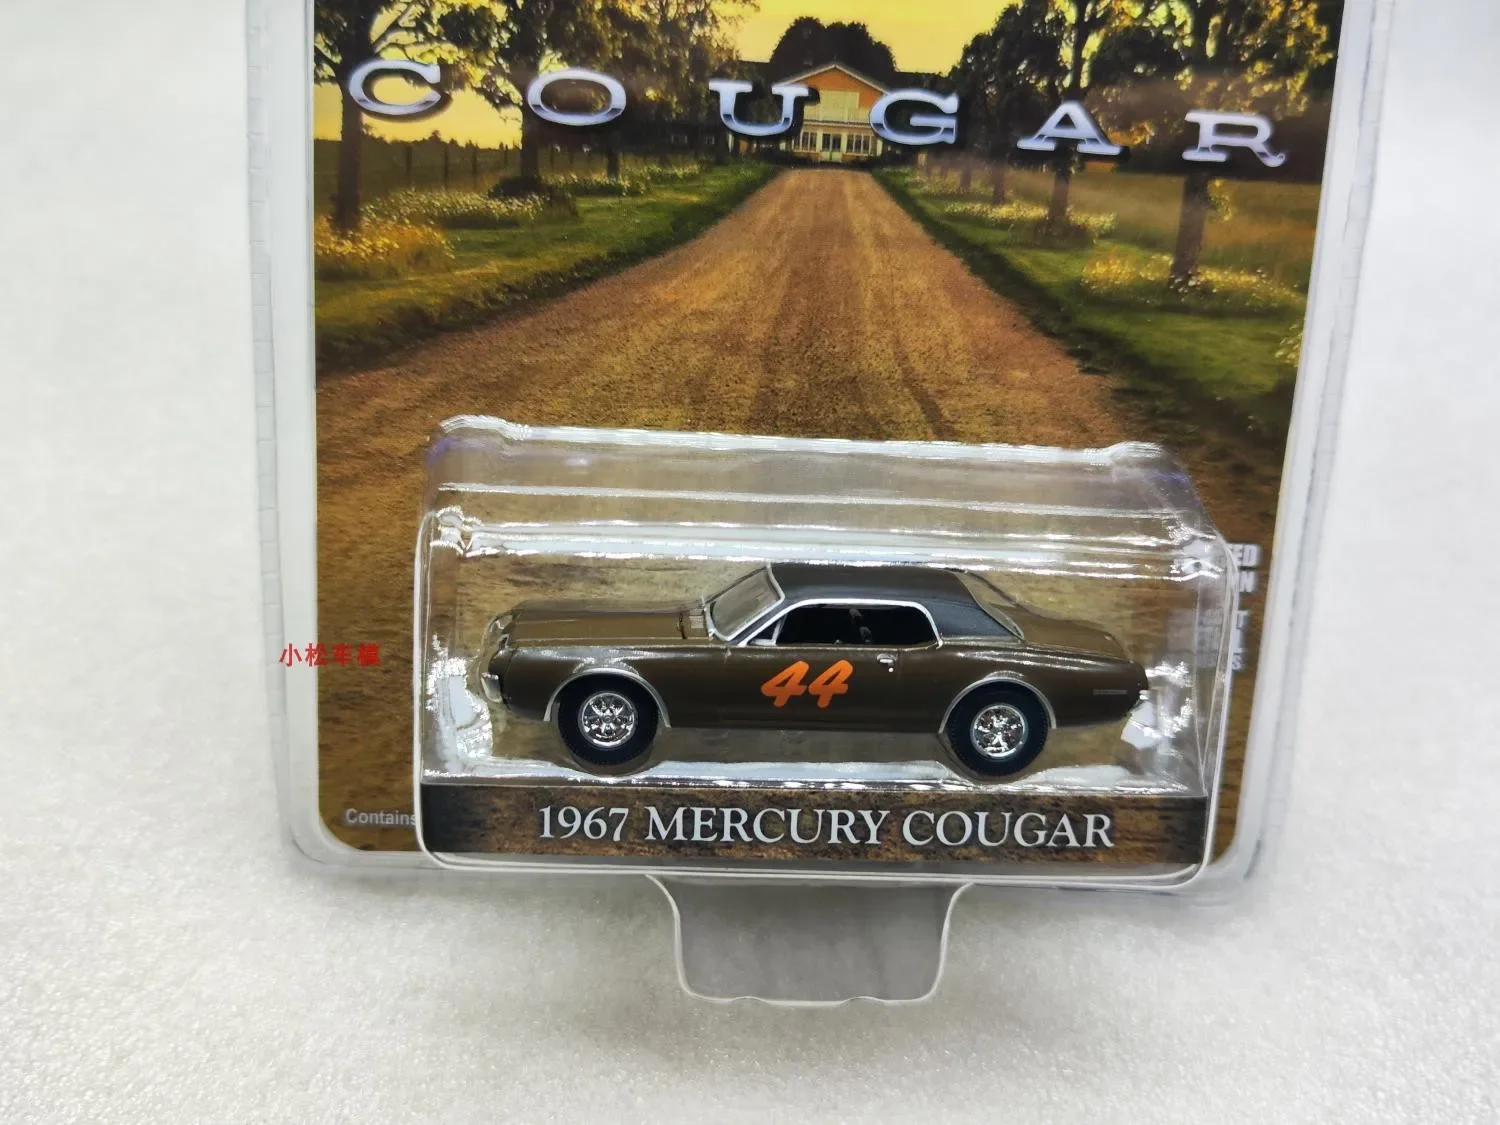 COUGAR
小松车模
44
Contains
1967 MERCURY COUGAR